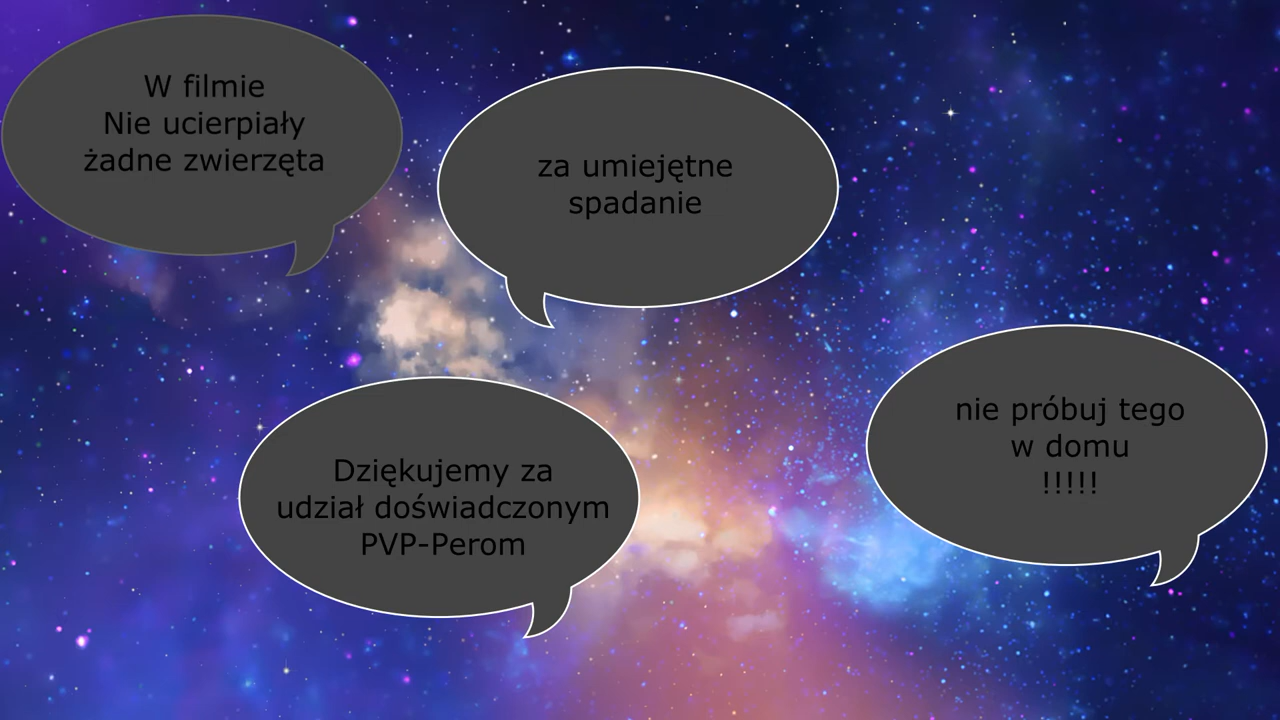 W filmie
Nie ucierpiały
żadne zwierzęta
za umiejętne
spadanie
Dziękujemy za
udział doświadczonym
PVP-Perom
nie próbuj tego
w domu
!!!!!